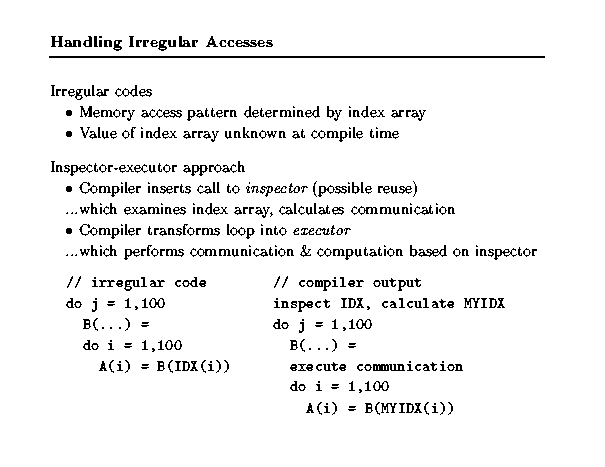 Handling Irregular Accesses
Irregular codes
• Memory access pattern determined by index array
• Value of index array unknown at compile time
Inspector-executor approach
• Compiler inserts call to inspector (possible reuse)
...which examines index array, calculates communication
• Compiler transforms loop into executor
...which performs communication & computation based on inspector
// irregular code
do j = 1,100
B(...) =
do i = 1,100
A(i) = B(IDX(i))
// compiler output
inspect IDX, calculate MYIDX
do j = 1,100
B(...) =
execute communication
do i = 1,100
A(i) = B(MYIDX(i))